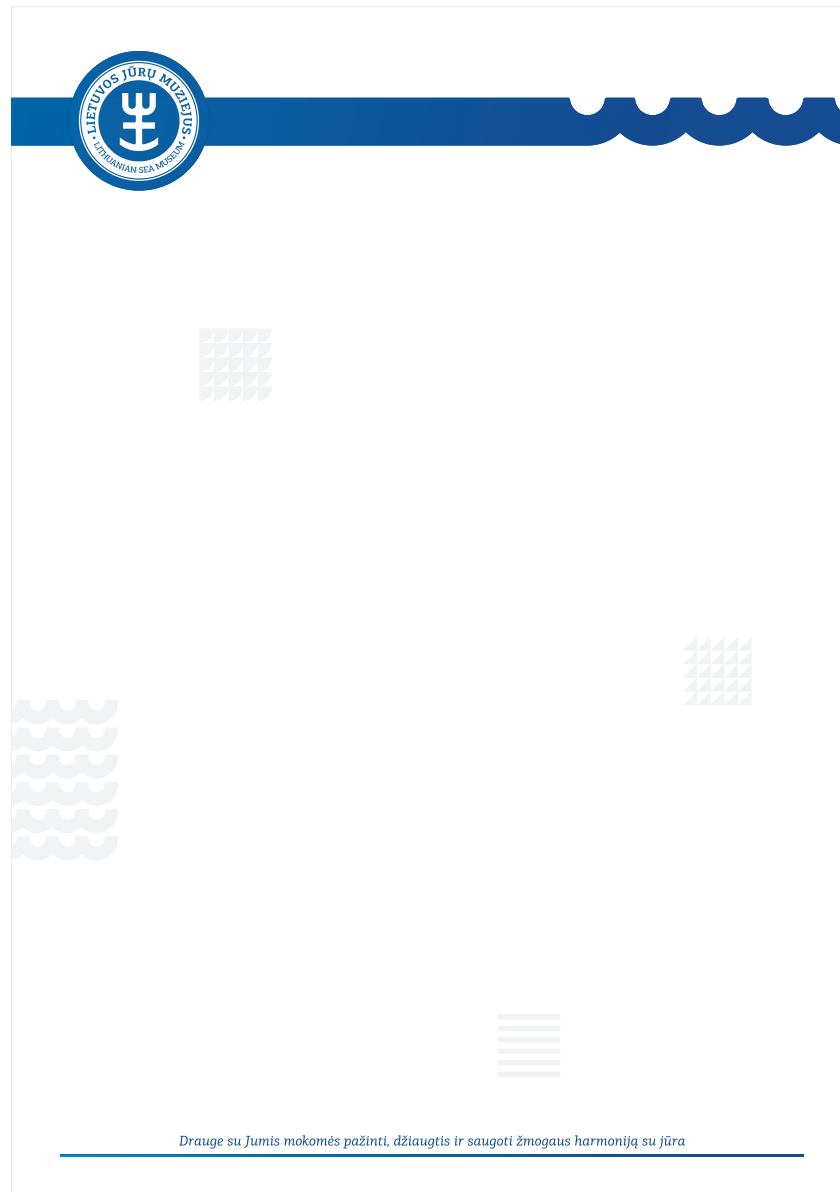 LIETUVOS JŪRŲ MUZIEJUS
LITHUANIAN SEA MUSEUM
Drauge su Jumis mokomės pažinti, džiaugtis ir saugoti žmogaus harmoniją su jūra